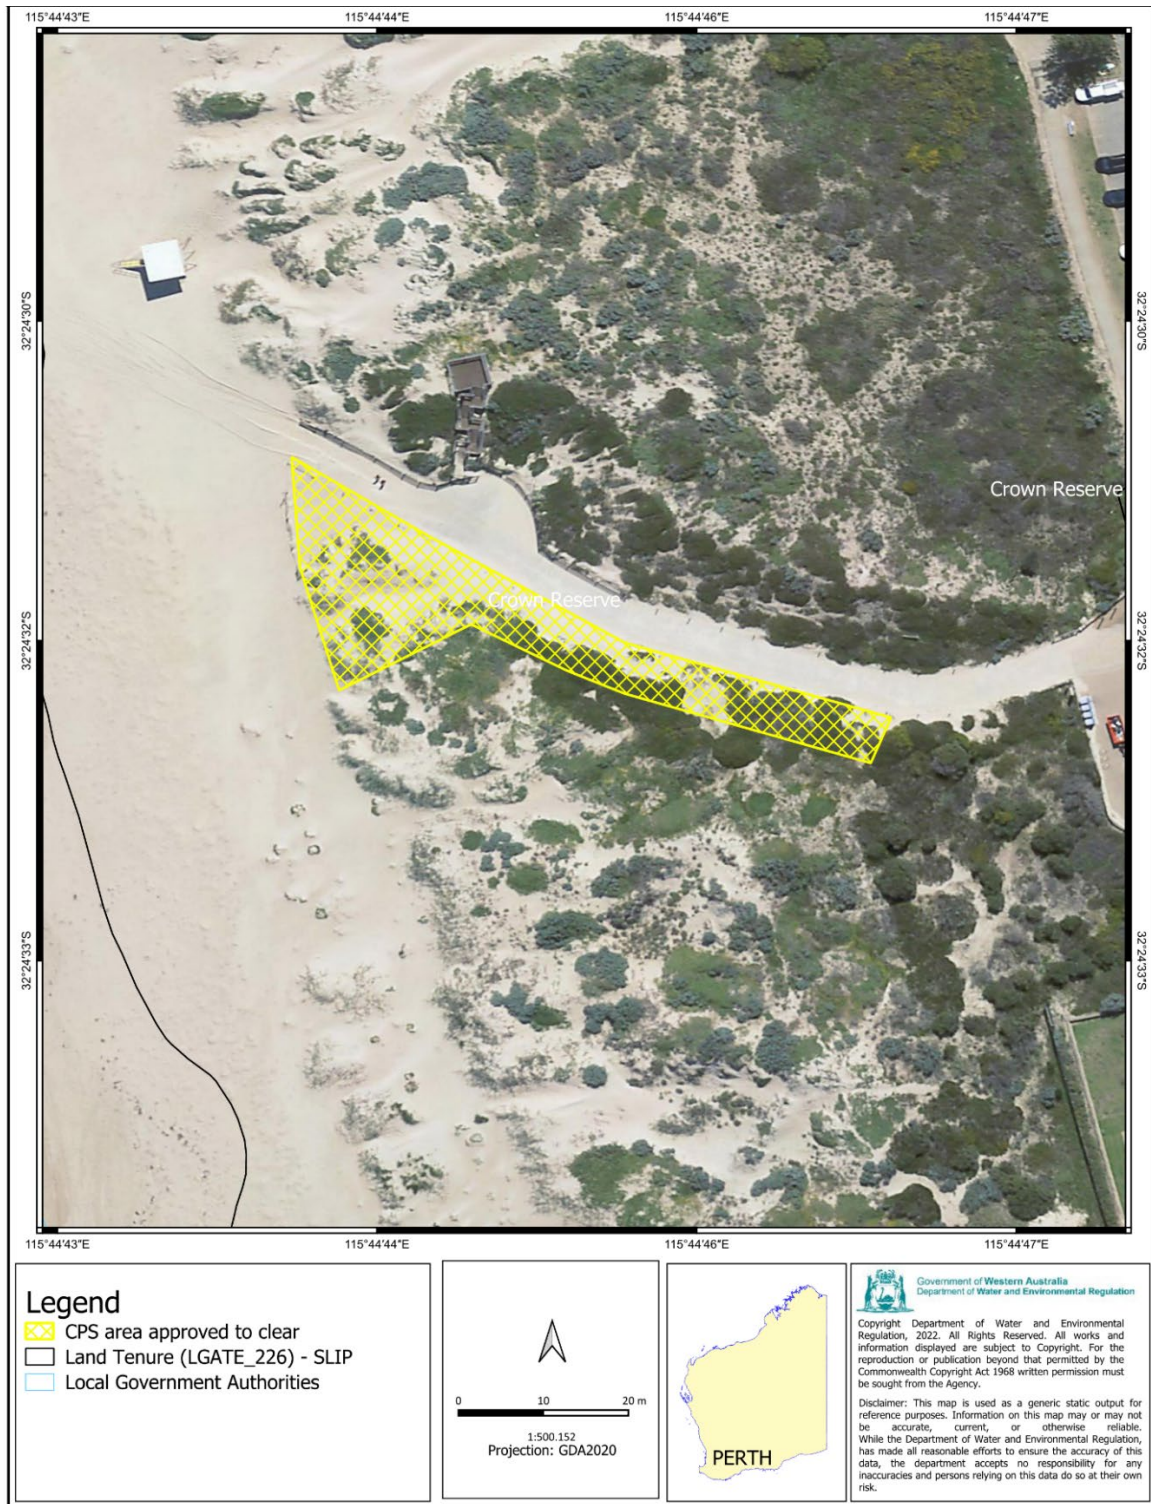 115°44'43"E 115°44'44"E 115°44'46"E 115°44'47"E
32°24'30"S 32°24'30"S
Crown Reserve
Crown Reserve
32°24'32"S 32°24'32"S
32°24'33"S 32°24'33"S
115°44'43"E 115°44'44"E 115°44'46"E 115°44'47"E
Legend
CPS area approved to clear
Land Tenure (LGATE_226) - SLIP
Local Government Authorities
0 10 20 m
1:500.152
Projection: GDA2020
PERTH
Government of Western Australia
Department of Water and Environmental Regulation
Copyright Department of Water and Environmental
Regulation, 2022. All Rights Reserved. All works and
information displayed are subject to Copyright. For the
reproduction or publication beyond that permitted by the
Commonwealth Copyright Act 1968 written permission must
be sought from the Agency.
Disclaimer: This map is used as a generic static output for
reference purposes. Information on this map may or may not
be accurate, current, or otherwise reliable.
While the Department of Water and Environmental Regulation,
has made all reasonable efforts to ensure the accuracy of this
data, the department accepts no responsibility for any
inaccuracies and persons relying on this data do so at their own
risk.